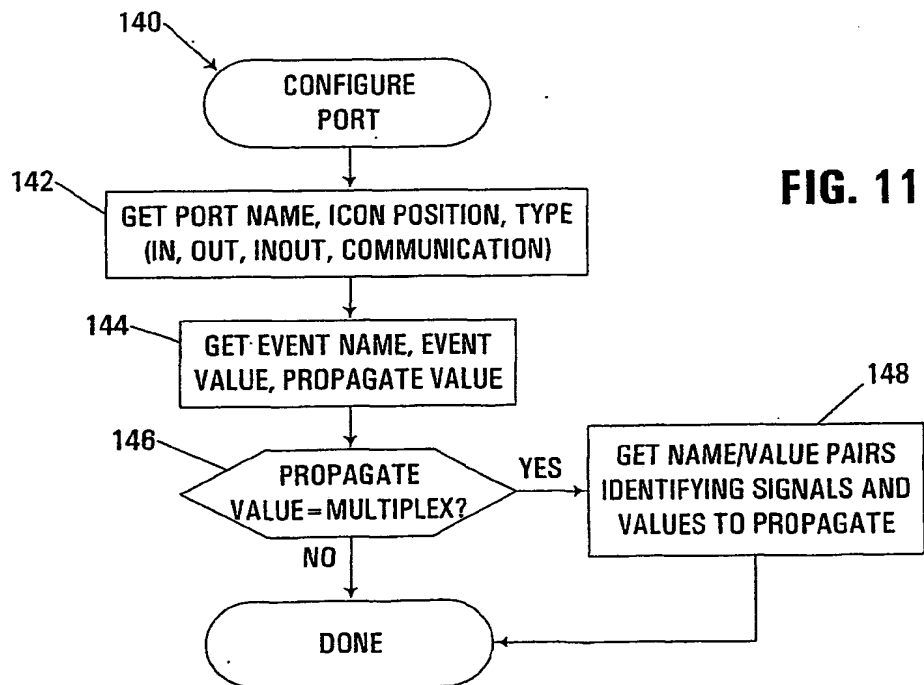 140
CONFIGURE
PORT
FIG. 11
142
GET PORT NAME, ICON POSITION, TYPE
(IN, OUT, INOUT, COMMUNICATION)
144
GET EVENT NAME, EVENT
VALUE, PROPAGATE VALUE
146
PROPAGATE
VALUE=MULTIPLEX?
YES
NO
148
GET NAME/VALUE PAIRS
IDENTIFYING SIGNALS AND
VALUES TO PROPAGATE
DONE